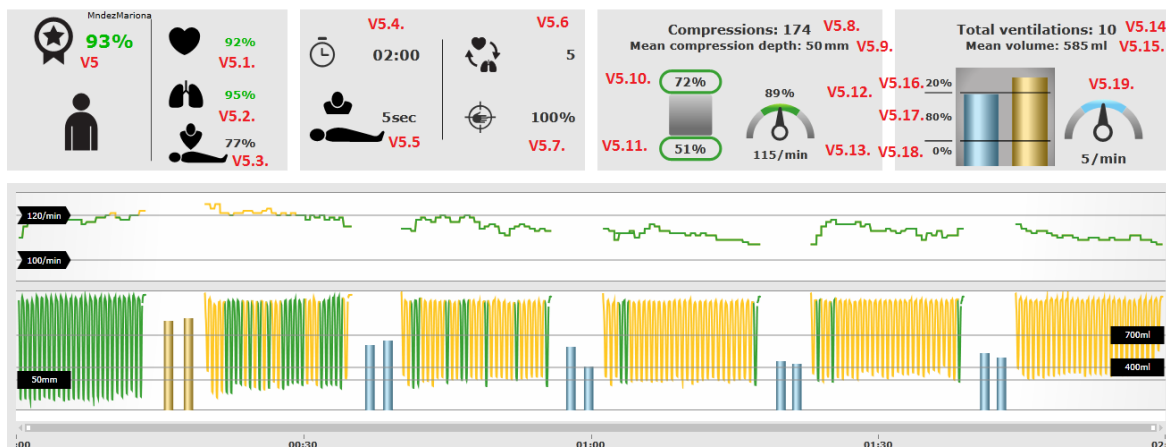 MndezMariona
93%
V5
92%
V5.1.
95%
V5.2.
77%
V5.3.
V5.4.
02:00
5sec
V5.5
V5.6
5
100%
V5.7.
Compressions: 174 V5.8.
Mean compression depth: 50mm V5.9.
V5.10. 72%
V5.11. 51%
89% V5.12.
115/min V5.13.
Total ventilations: 10 V5.14
Mean volume: 585ml V5.15.
V5.16. 20%
V5.17. 80%
V5.18. 0%
V5.19.
5/min
120/min
100/min
50mm
700ml
400ml
:00 00:30 01:00 01:30 02: